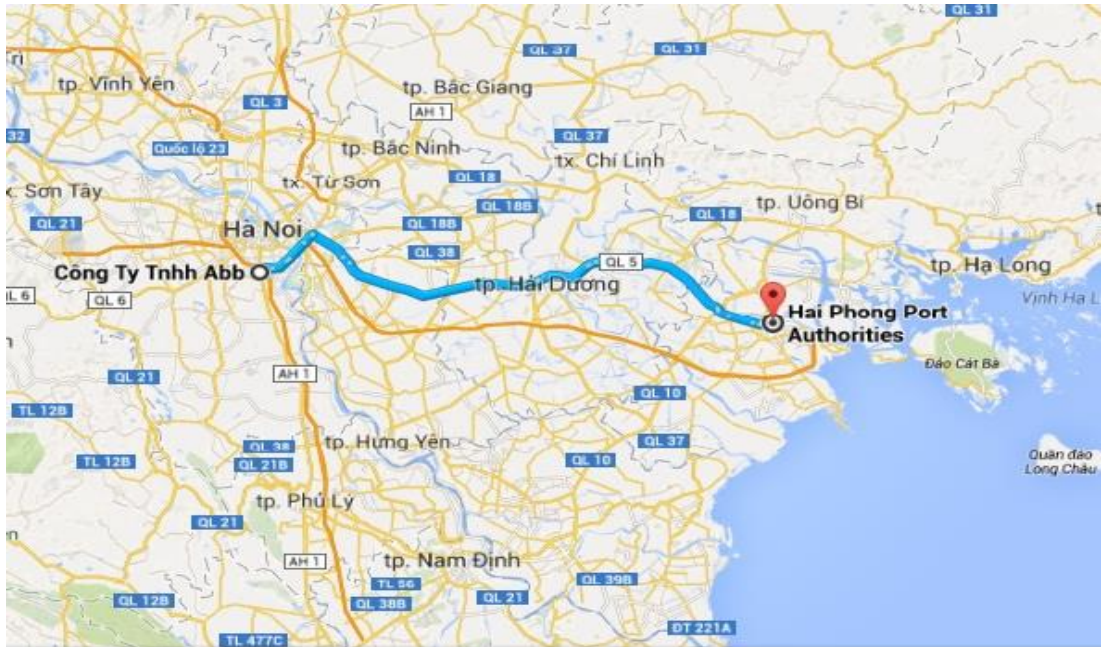 QL 31
QL 37
QL 31
QL 31
tp. Vĩnh Yên
tp. Bắc Giang
QL 3
AH 1
32
Quốc lộ 23
tp. Bắc Ninh
QL 37
tx. Chí Linh
x. Sơn Tây
tx. Từ Sơn
QL 18
QL 18B
QL 18
tp. Uông Bí
QL 21
Hà Noi
QL 18B
QL 38
QL 5
tp. Hạ Long
Công Ty Tnhh Abb
L 6
QL 6
tp. Hải Dương
Hai Phong Port
Authorities
Vịnh Hạ L
Đảo Cát Bà
QL 21
AH 1
QL 10
TL 12B
QL 38
tp. Hưng Yên
QL 37
TL 12B
QL 21B
QL 10
Quần đảo
Long Châu
QL 21
tp. Phủ Lý
AH 1
tp. Nam Định
TL 56
QL 39B
QL 12B
QL 38B
QL 21
ĐT 221A
TL 477C